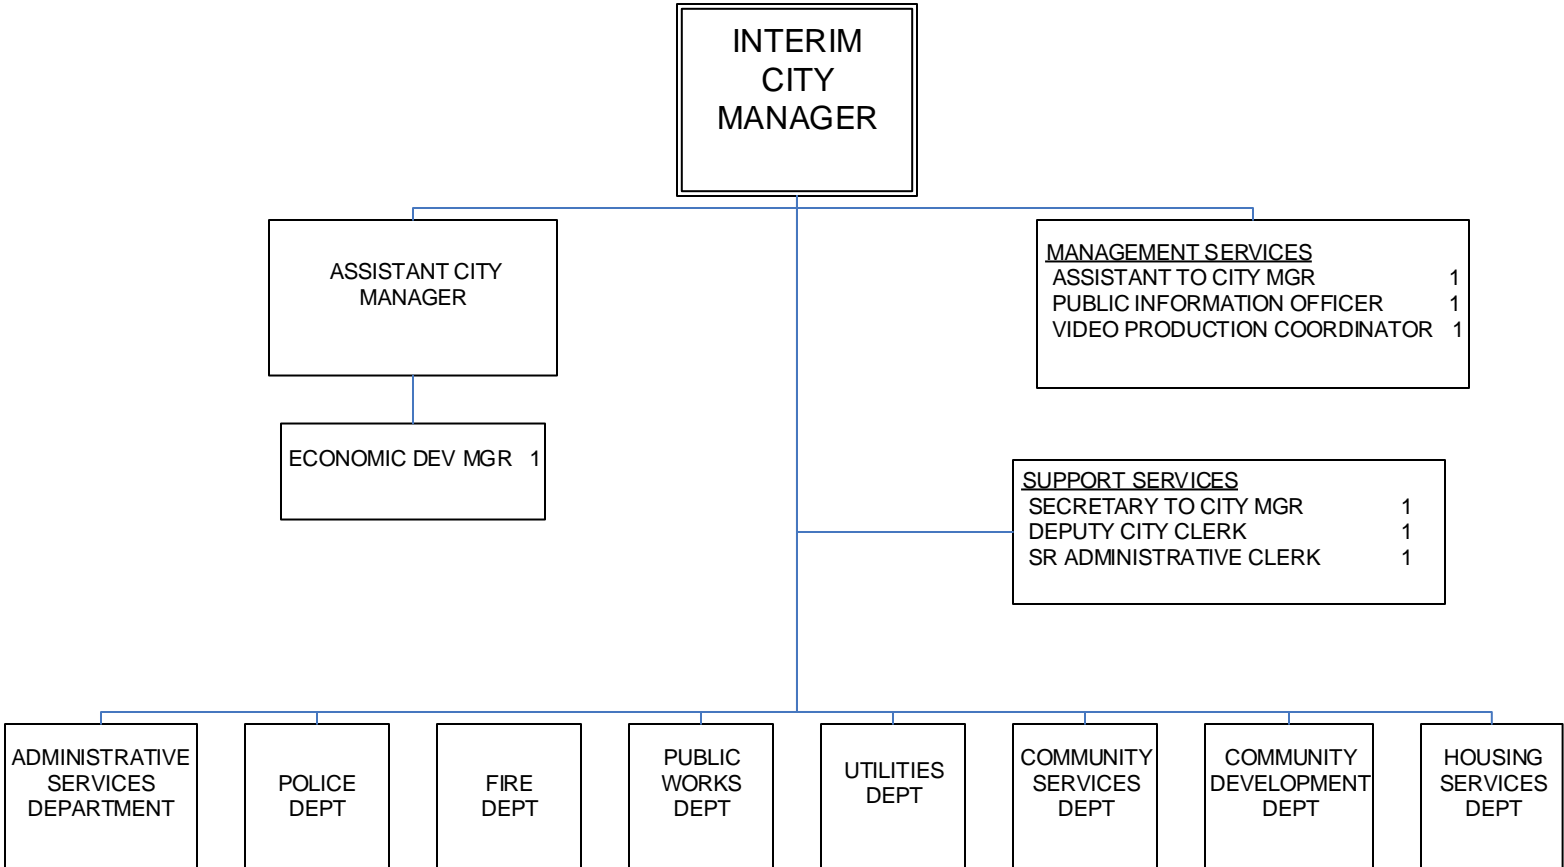 INTERIM
CITY
MANAGER
ASSISTANT CITY
MANAGER
MANAGEMENT SERVICES
ASSISTANT TO CITY MGR 1
PUBLIC INFORMATION OFFICER 1
VIDEO PRODUCTION COORDINATOR 1
ECONOMIC DEV MGR 1
SUPPORT SERVICES
SECRETARY TO CITY MGR 1
DEPUTY CITY CLERK 1
SR ADMINISTRATIVE CLERK 1
ADMINISTRATIVE
SERVICES
DEPARTMENT
POLICE
DEPT
FIRE
DEPT
PUBLIC
WORKS
DEPT
UTILITIES
DEPT
COMMUNITY
SERVICES
DEPT
COMMUNITY
DEVELOPMENT
DEPT
HOUSING
SERVICES
DEPT